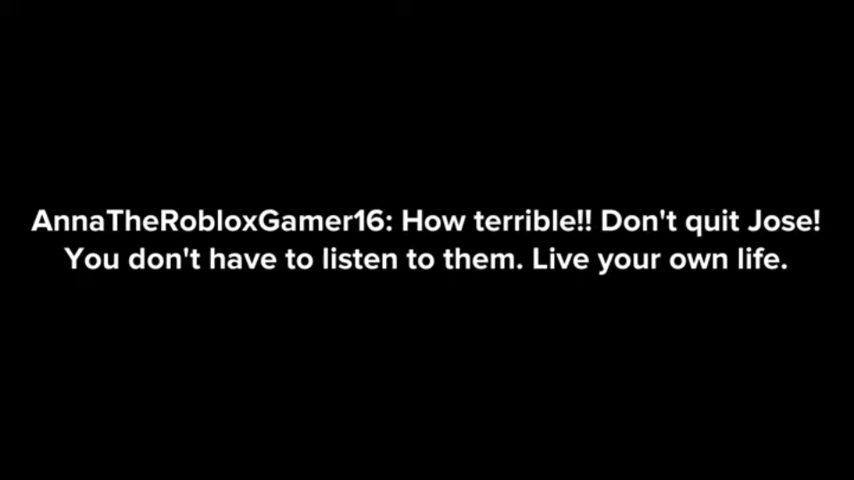 AnnaTheRobloxGamer16: How terrible!! Don't quit Jose!
You don't have to listen to them. Live your own life.